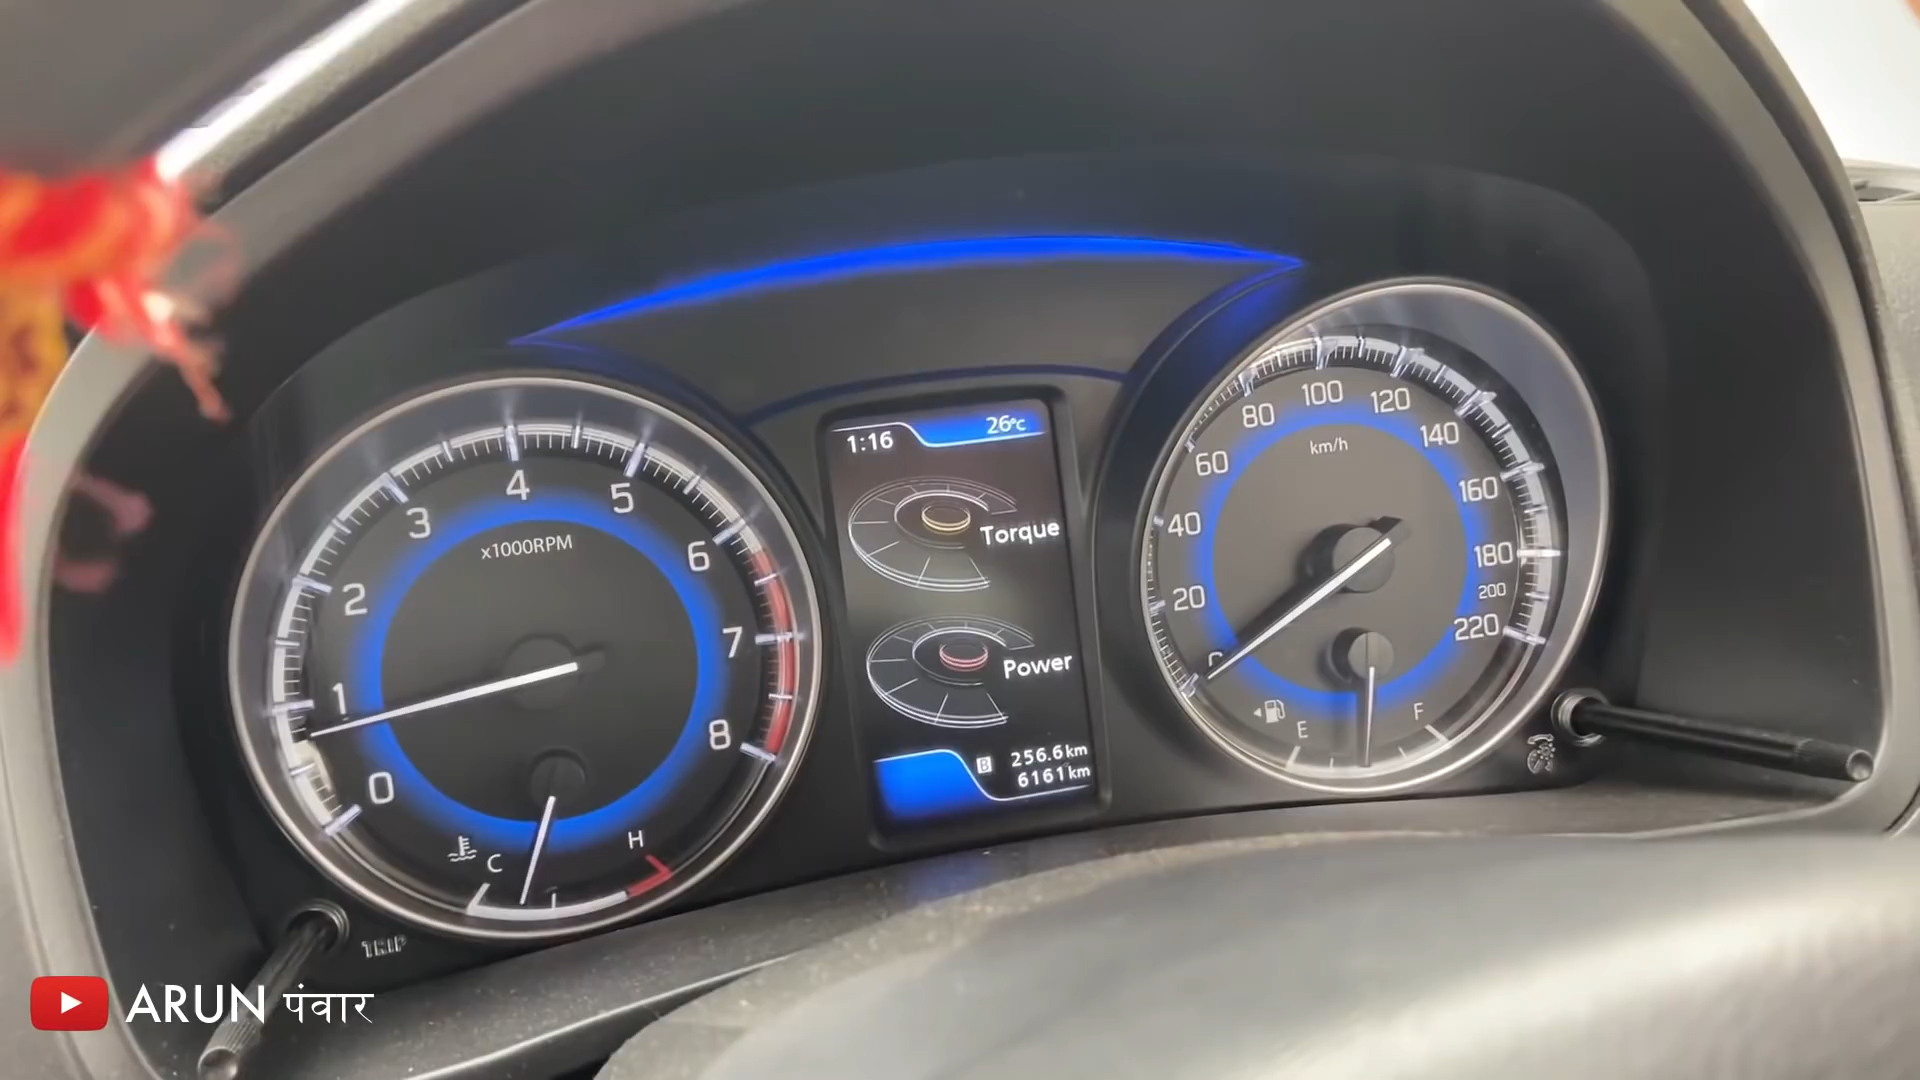 1:16
26°C
Torque
Power
B 256.6km
6161km
0
1
2
3
4
5
6
7
8
x1000RPM
C
H
20
40
60
80
100
120
140
160
180
200
220
km/h
E
F
TRIP
ARUN पंवार